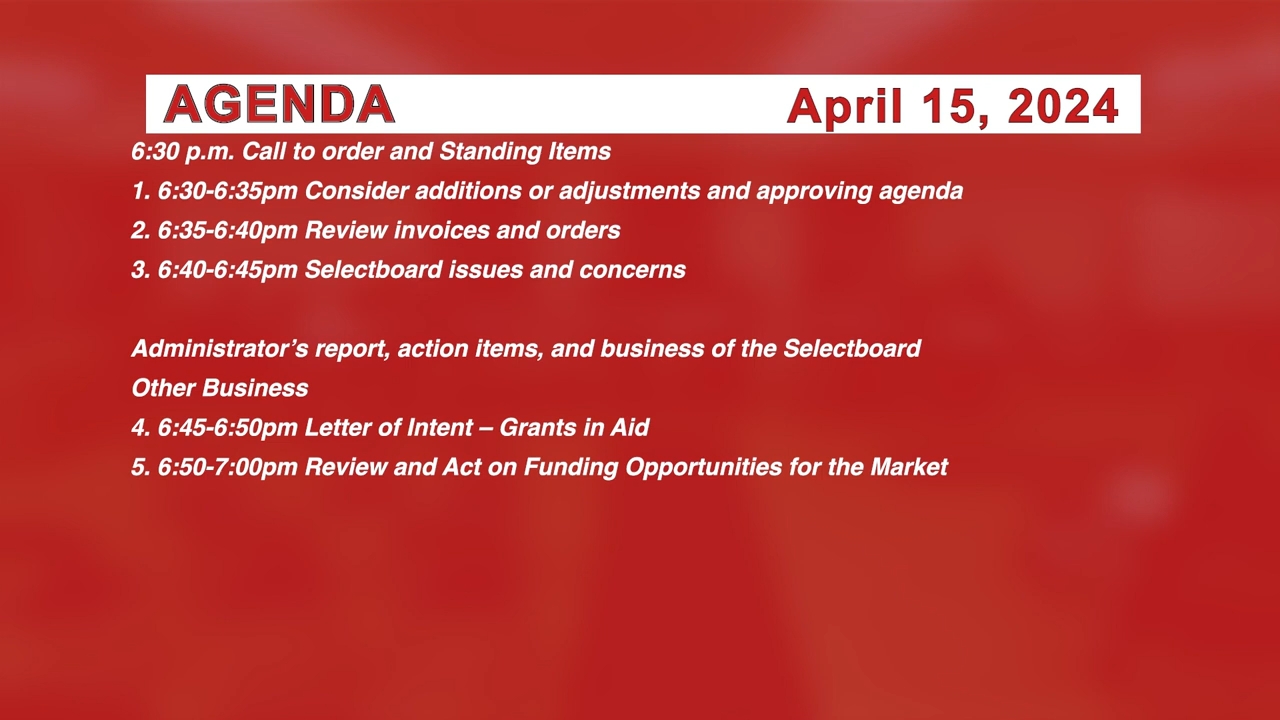 AGENDA April 15, 2024
6:30 p.m. Call to order and Standing Items
1. 6:30-6:35pm Consider additions or adjustments and approving agenda
2. 6:35-6:40pm Review invoices and orders
3. 6:40-6:45pm Selectboard issues and concerns
Administrator’s report, action items, and business of the Selectboard
Other Business
4. 6:45-6:50pm Letter of Intent – Grants in Aid
5. 6:50-7:00pm Review and Act on Funding Opportunities for the Market